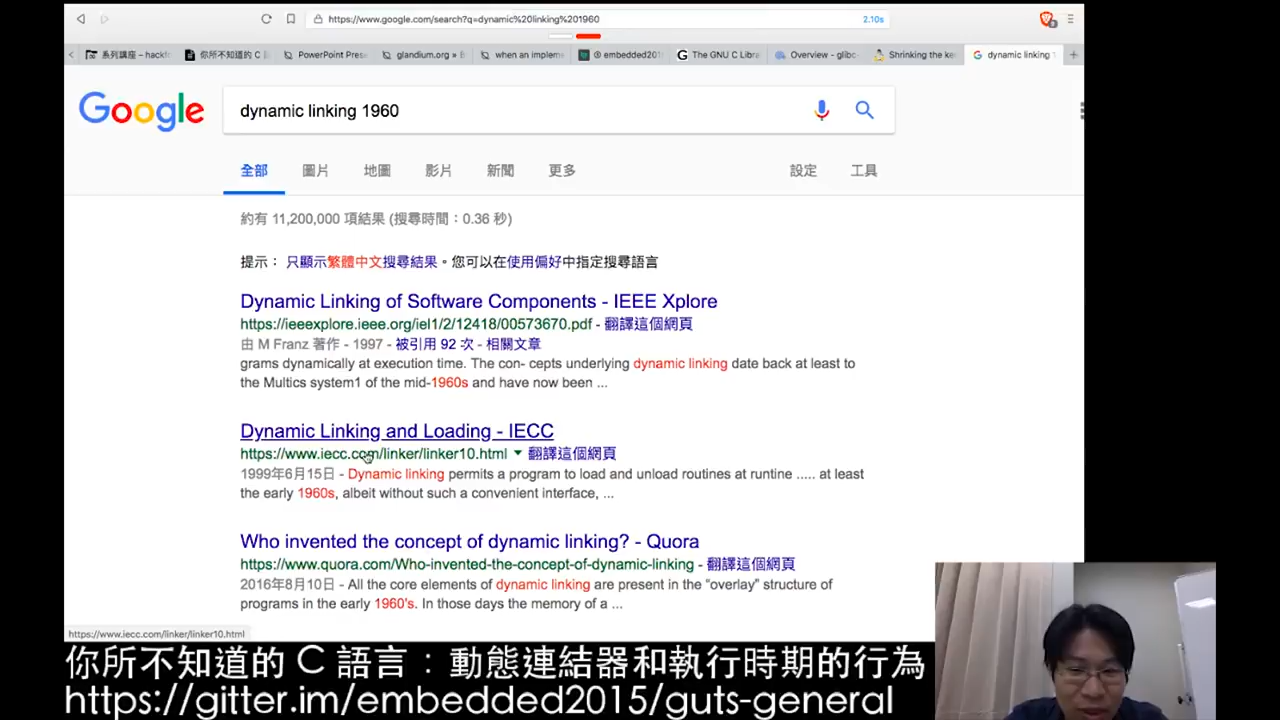 https://www.google.com/search?q=dynamic%20linking%201960
2.10s
系列講座 – hackf
你所不知道的 C
PowerPoint Pres
glandium.org »
when an impleme
embedded201
The GNU C Libra
Overview - glibc
Shrinking the ke
dynamic linking
Google
dynamic linking 1960
全部 圖片 地圖 影片 新聞 更多 設定 工具
約有 11,200,000 項結果 (搜尋時間：0.36 秒)
提示： 只顯示繁體中文搜尋結果。您可以在使用偏好中指定搜尋語言
Dynamic Linking of Software Components - IEEE Xplore
https://ieeexplore.ieee.org/iel1/2/12418/00573670.pdf - 翻譯這個網頁
由 M Franz 著作 - 1997 - 被引用 92 次 - 相關文章
grams dynamically at execution time. The con- cepts underlying dynamic linking date back at least to
the Multics system1 of the mid-1960s and have now been ...
Dynamic Linking and Loading - IECC
https://www.iecc.com/linker/linker10.html ▼ 翻譯這個網頁
1999年6月15日 - Dynamic linking permits a program to load and unload routines at runtime ..... at least
the early 1960s, albeit without such a convenient interface, ...
Who invented the concept of dynamic linking? - Quora
https://www.quora.com/Who-invented-the-concept-of-dynamic-linking - 翻譯這個網頁
2016年8月10日 - All the core elements of dynamic linking are present in the "overlay" structure of
programs in the early 1960's. In those days the memory of a ...
https://www.iecc.com/linker/linker10.html
你所不知道的 C 語言：動態連結器和執行時期的行為
https://gitter.im/embedded2015/guts-general